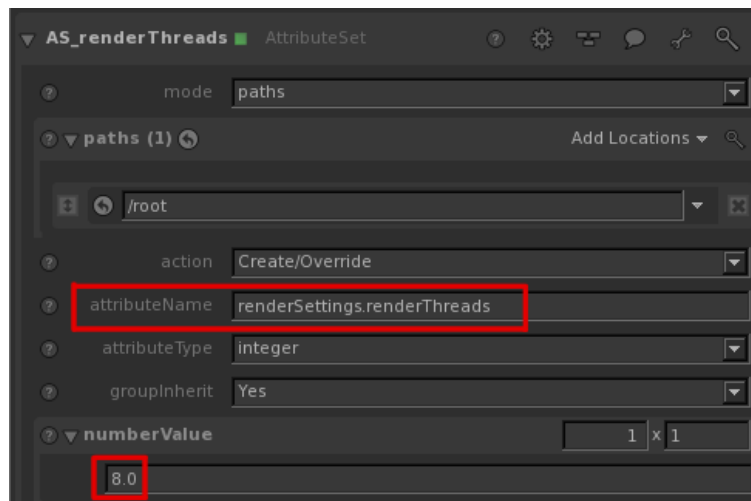 AS_renderThreads AttributeSet
mode paths
paths (1) Add Locations
/root
action Create/Override
attributeName renderSettings.renderThreads
attributeType integer
groupInherit Yes
numberValue 1 x 1
8.0